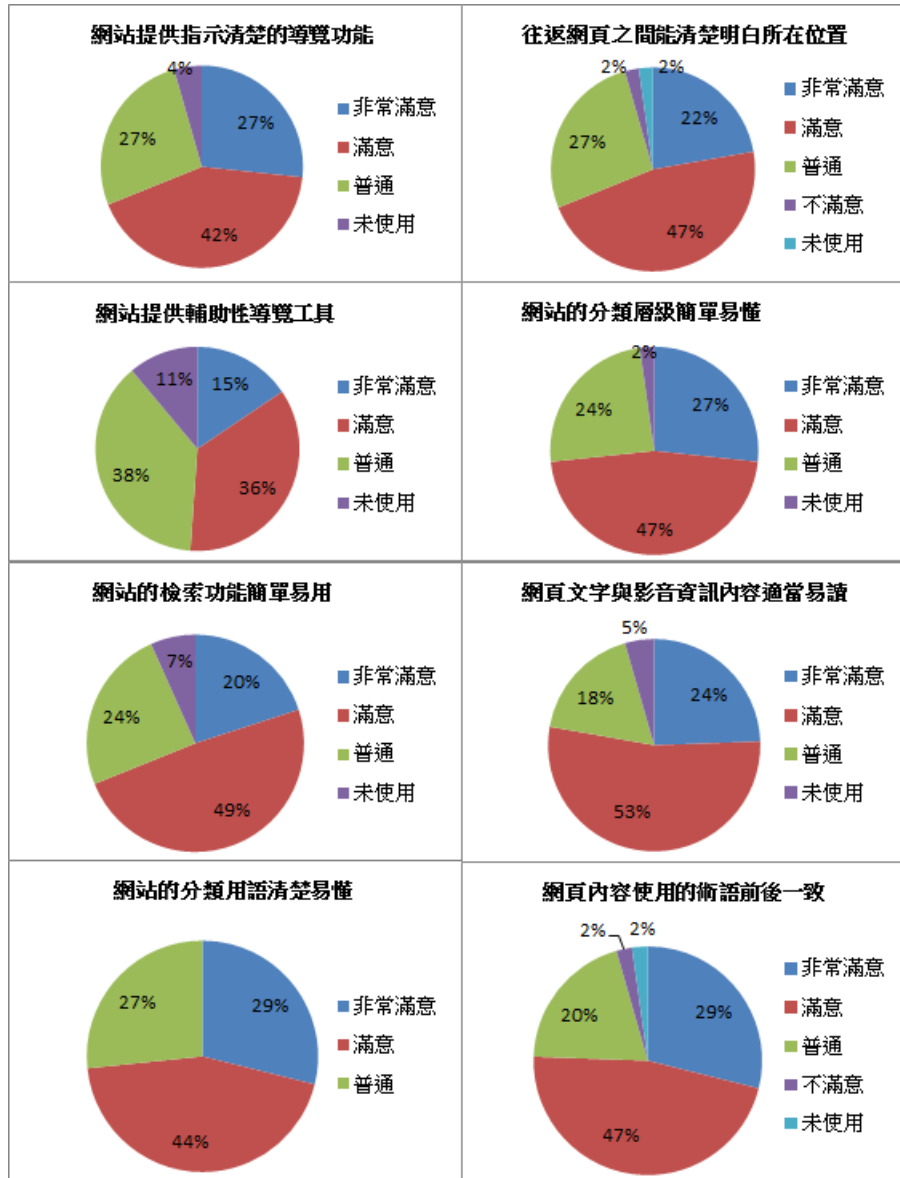 網站提供指示清楚的導覽功能
4%
27%
27%
42%
非常滿意
滿意
普通
未使用
往返網頁之間能清楚明白所在位置
2%
2%
22%
27%
47%
非常滿意
滿意
普通
不滿意
未使用
網站提供輔助性導覽工具
11%
15%
38%
36%
非常滿意
滿意
普通
未使用
網站的分類層級簡單易懂
2%
27%
24%
47%
非常滿意
滿意
普通
未使用
網站的檢索功能簡單易用
7%
20%
24%
49%
非常滿意
滿意
普通
未使用
網頁文字與影音資訊內容適當易讀
5%
24%
18%
53%
非常滿意
滿意
普通
未使用
網站的分類用語清楚易懂
27%
29%
44%
非常滿意
滿意
普通
網頁內容使用的術語前後一致
2%
2%
29%
20%
47%
非常滿意
滿意
普通
不滿意
未使用